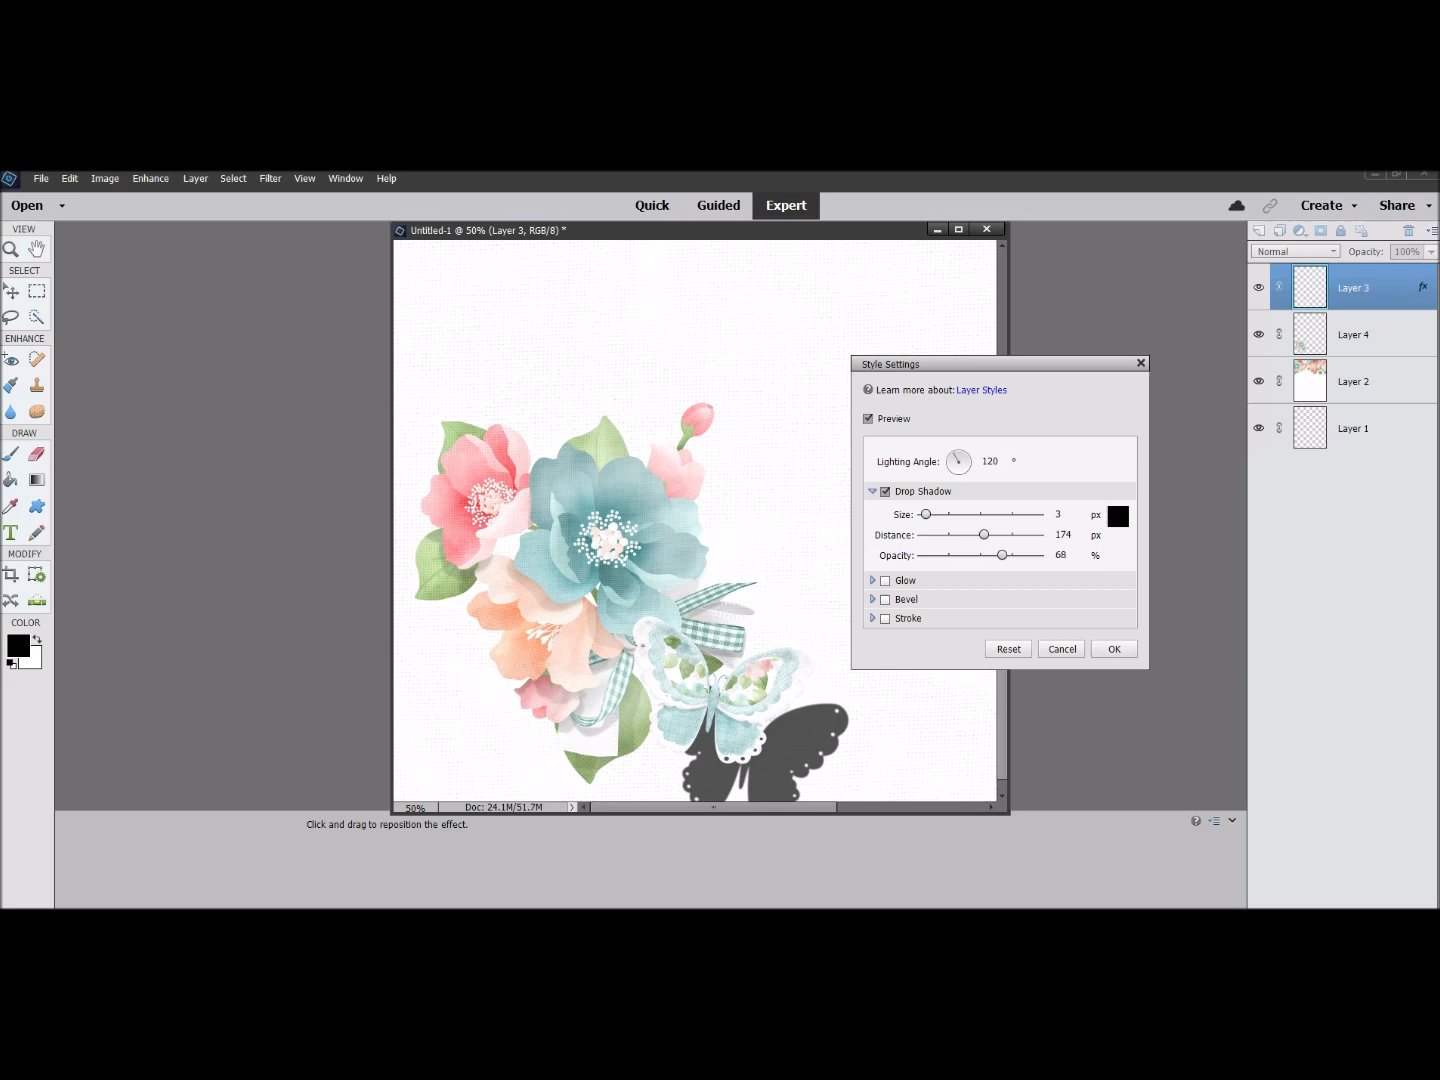 File Edit Image Enhance Layer Select Filter View Window Help
Open Quick Guided Expert Create Share
VIEW
SELECT
ENHANCE
DRAW
T
MODIFY
COLOR
Untitled-1 @ 50% (Layer 3, RGB/8) *
50% Doc: 24.1M/51.7M
Click and drag to reposition the effect.
Style Settings
Learn more about: Layer Styles
Preview
Lighting Angle: 120 °
Drop Shadow
Size: 3 px
Distance: 174 px
Opacity: 68 %
Glow
Bevel
Stroke
Reset Cancel OK
Normal Opacity: 100%
Layer 3 fx
Layer 4
Layer 2
Layer 1